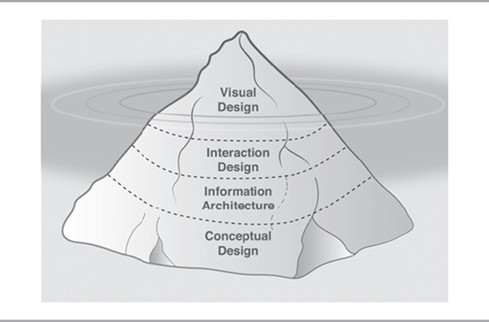 Visual
Design
Interaction
Design
Information
Architecture
Conceptual
Design